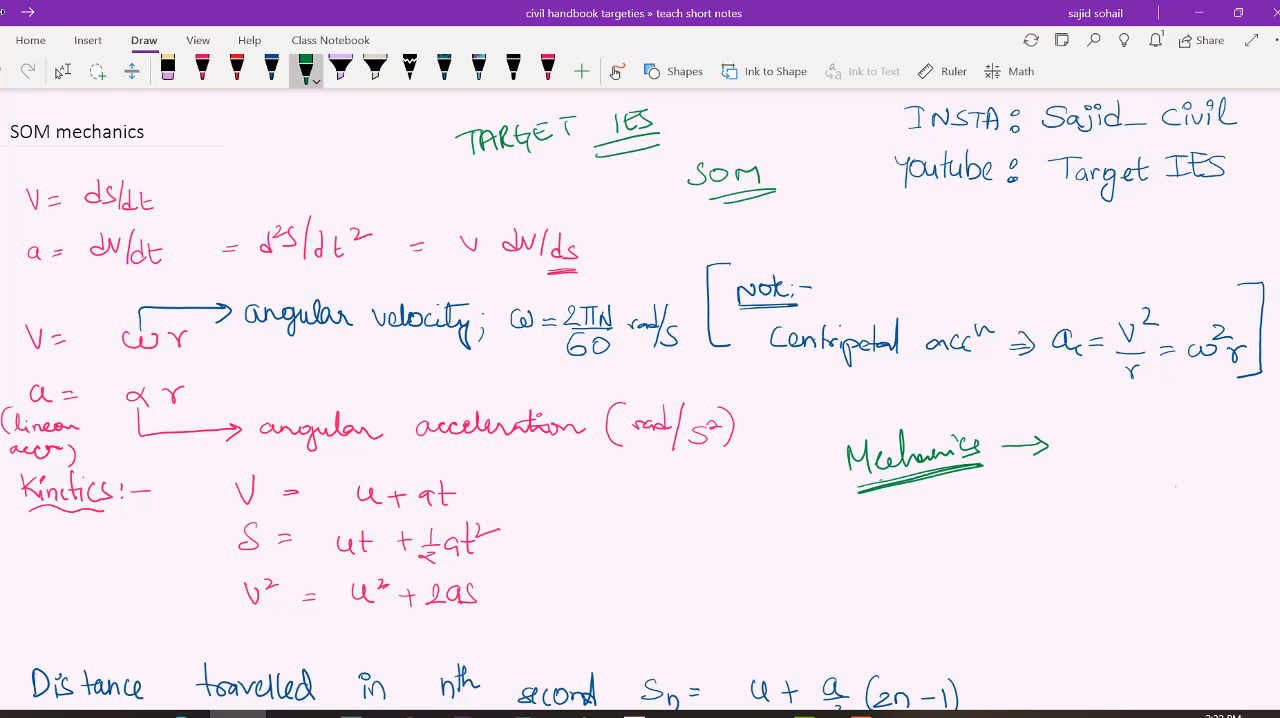 civil handbook targeties » teach short notes
sajid sohail
Home Insert Draw View Help Class Notebook
Share
Shapes Ink to Shape Ink to Text Ruler Math
SOM mechanics
TARGET IES
SOM
INSTA: Sajid_ Civil
Youtube: Target IES
V = dS/dt
a = dV/dt = d²S/dt² = V dV/ds
V = ωr
angular velocity; ω = 2πN/60 rad/s
Note:-
Centripetal accⁿ ⇒ ac = V²/r = ω²r
a = α r
(linear accⁿ)
angular acceleration (rad/s²)
Mechanics →
Kinetics:-
V = u + at
S = ut + 1/2 at²
V² = u² + 2as
Distance travelled in nth second Sn = u + a/2 (2n-1)